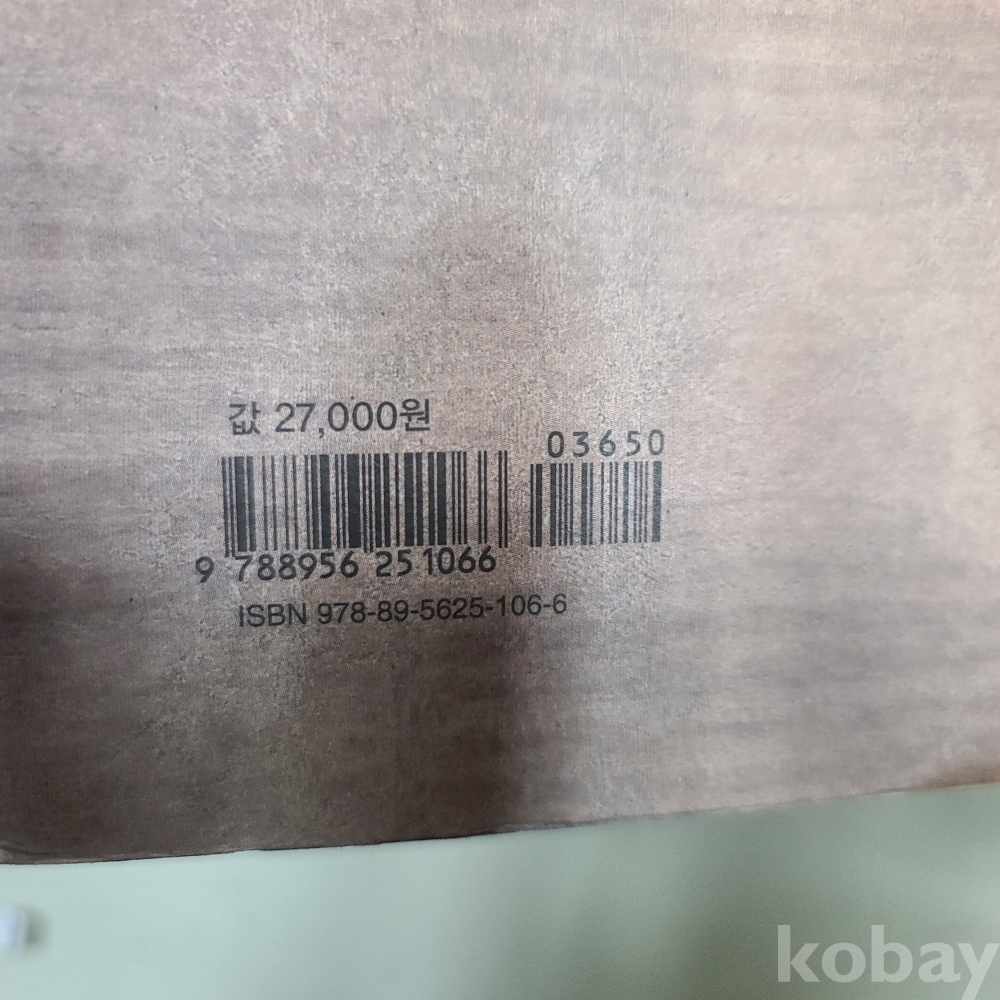 값 27,000원
03650
9 788956 251066
ISBN 978-89-5625-106-6
kobay